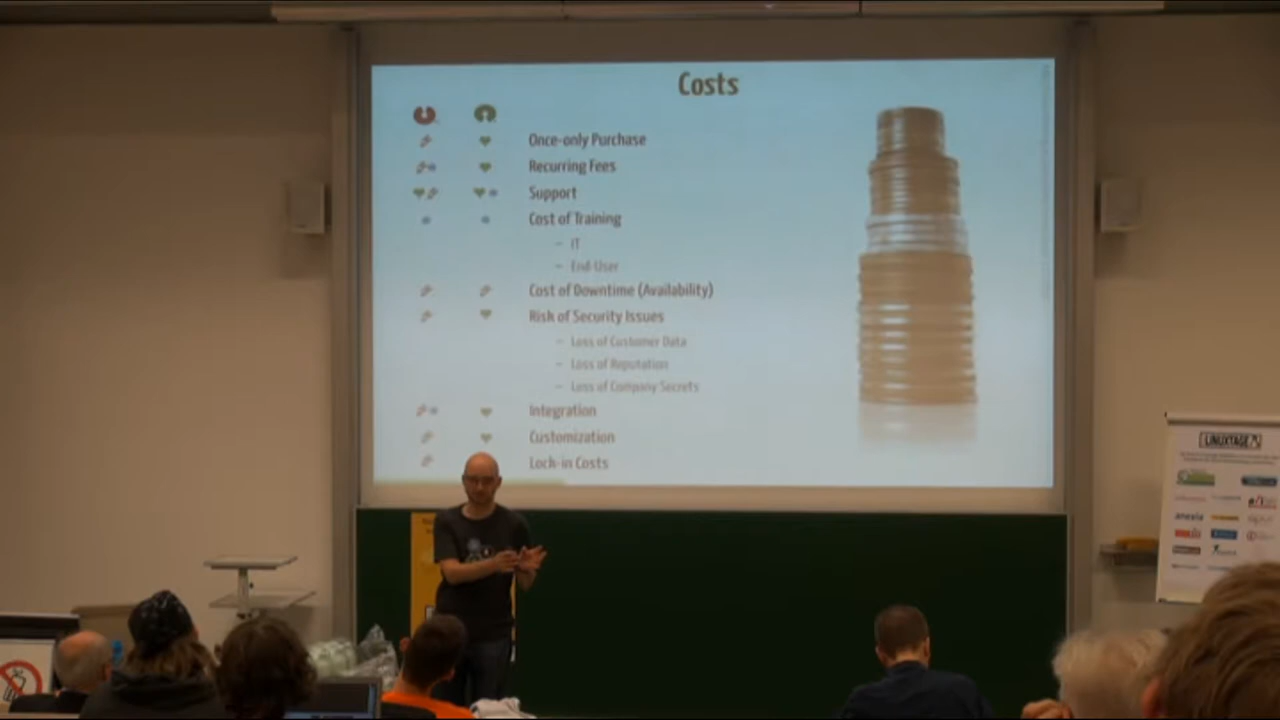 Costs
Once-only Purchase
Recurring Fees
Support
Cost of Training
– IT
– End-User
Cost of Downtime (Availability)
Risk of Security Issues
– Loss of Customer Data
– Loss of Reputation
– Loss of Company Secrets
Integration
Customization
Lock-in Costs
LINUXTAGE
anexia